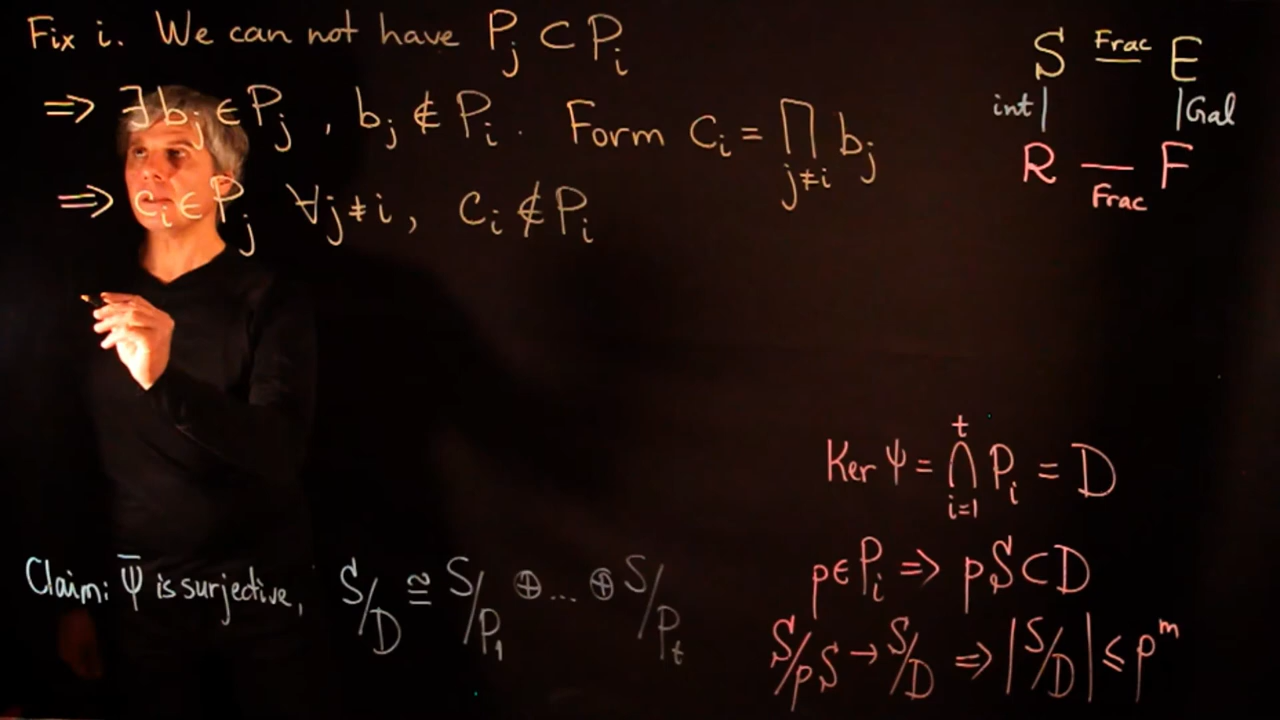 Fix i. We can not have P_j ⊂ P_i
⇒ ∃ b_j ∈ P_j , b_j ∉ P_i . Form C_i = ∏_{j≠i} b_j
⇒ c_i ∈ P_j ∀j≠i, c_i ∉ P_i
S Frac E
int | | Gal
R — F
Frac
Ker Ψ = ⋂_{i=1}^{t} P_i = D
p ∈ P_i ⇒ pS ⊂ D
S/pS → S/D ⇒ |S/D| ≤ p^m
Claim: Ψ̅ is surjective, S/D ≅ S/P_1 ⊕ ... ⊕ S/P_t